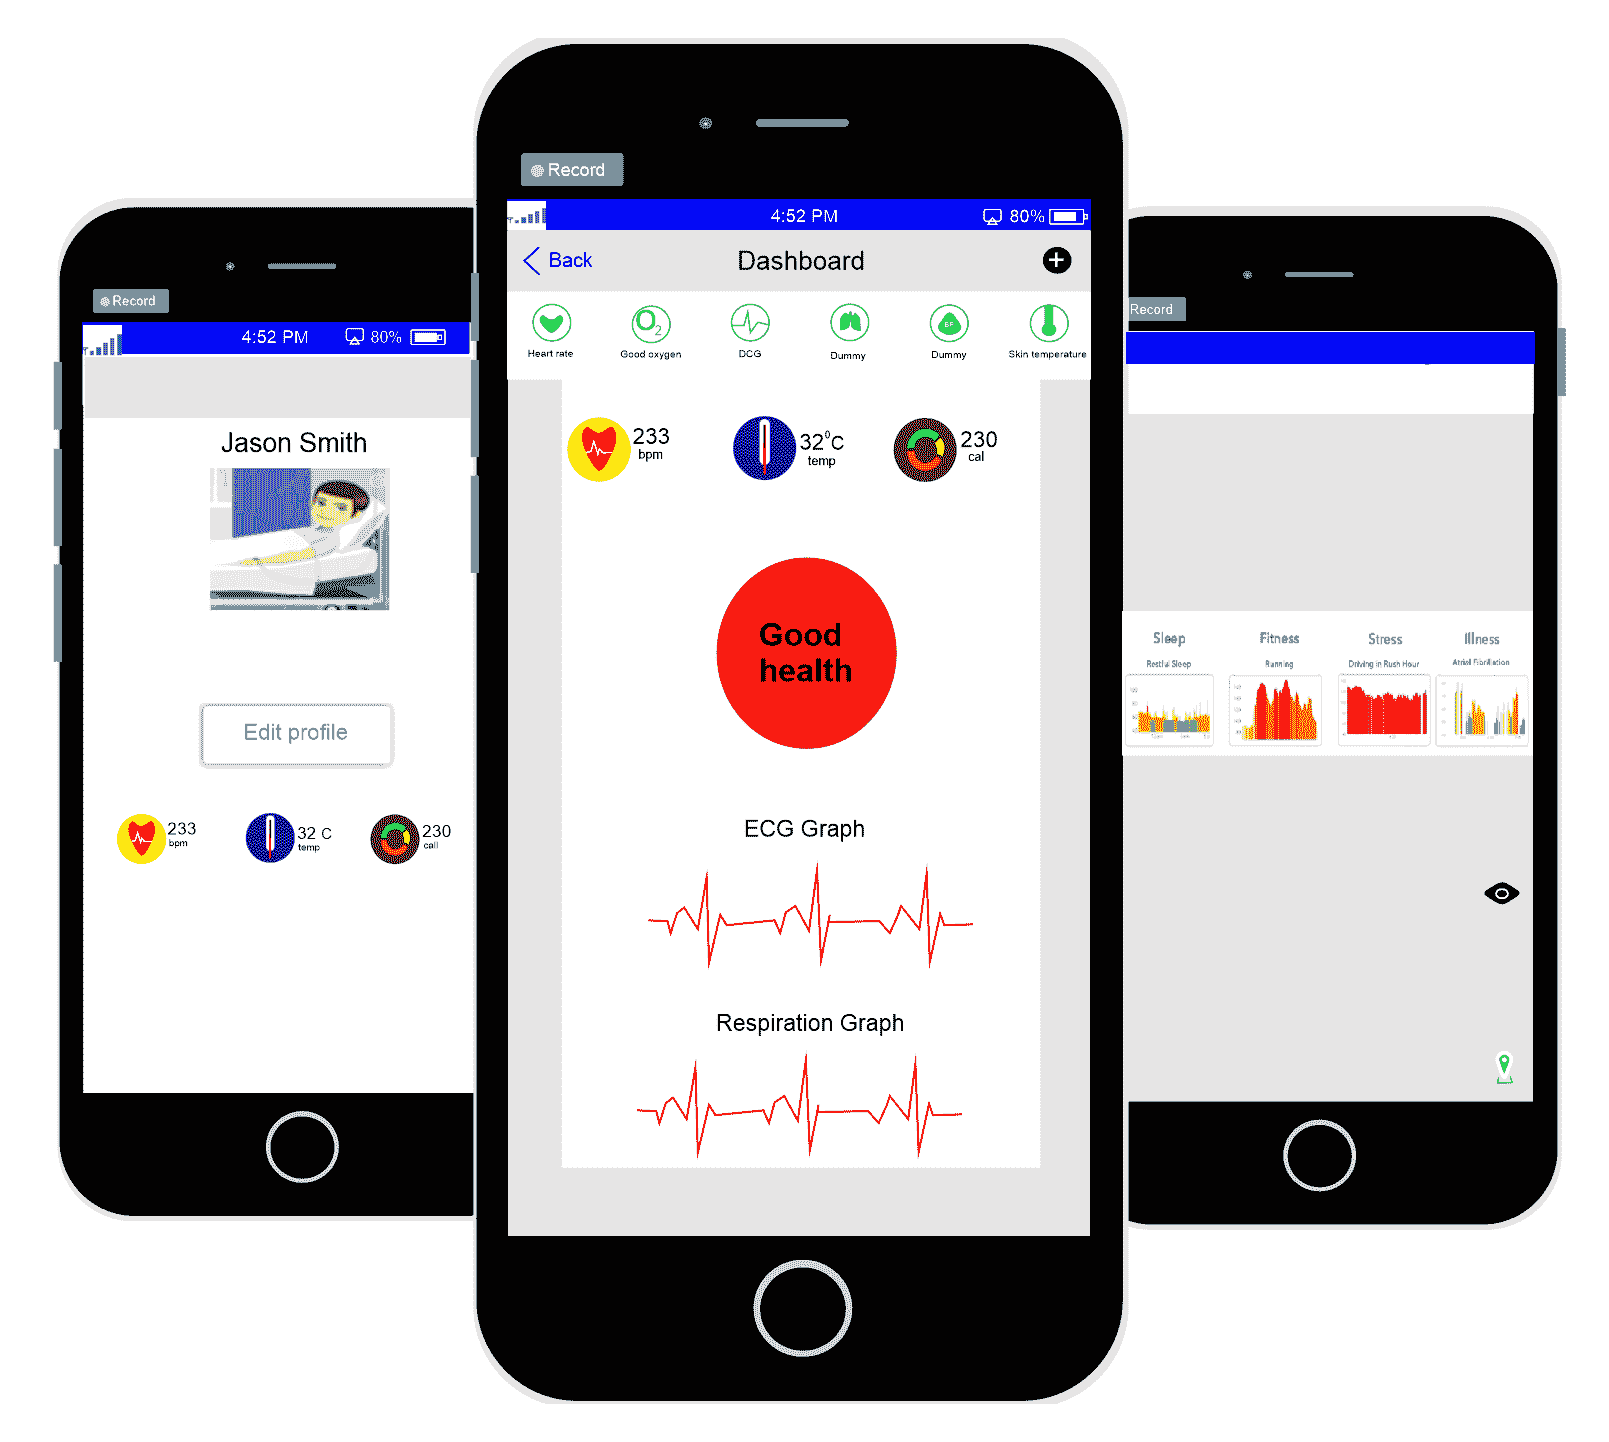 Record
4:52 PM 80%
Jason Smith
Edit profile
233
bpm
32 C
temp
230
call
Record
4:52 PM 80%
Back Dashboard
Heart rate Good oxygen DCG Dummy Dummy Skin temperature
O2
233
bpm
32°C
temp
230
cal
Good
health
ECG Graph
Respiration Graph
Record
Sleep Fitness Stress Illness
Restful Sleep Running Driving in Rush Hour Atrial Fibrillation